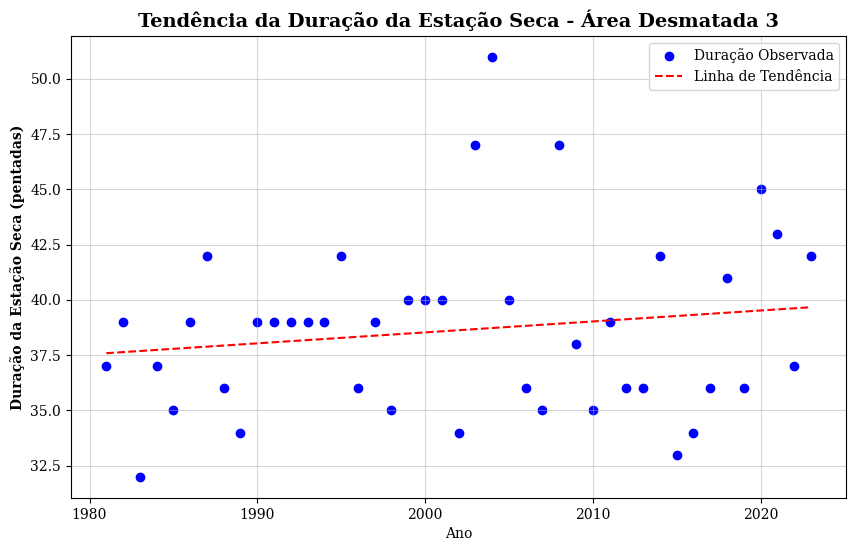 Tendência da Duração da Estação Seca - Área Desmatada 3
Duração Observada
Linha de Tendência
Duração da Estação Seca (pentadas)
50.0
47.5
45.0
42.5
40.0
37.5
35.0
32.5
1980
1990
2000
2010
2020
Ano